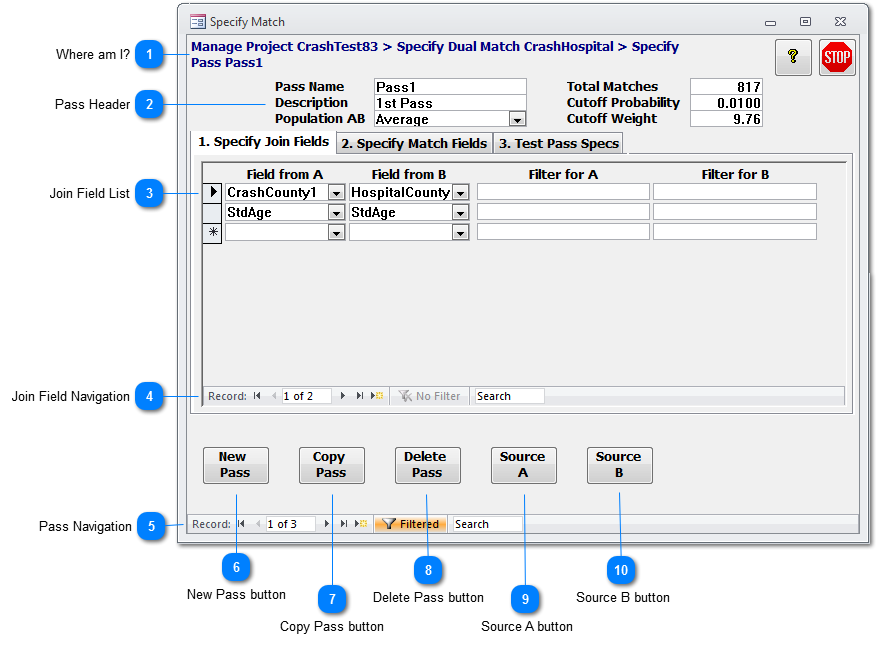 Specify Match
Where am I? 1
Manage Project CrashTest83 > Specify Dual Match CrashHospital > Specify
Pass Pass1
? STOP
Pass Header 2
Pass Name Pass1 Total Matches 817
Description 1st Pass Cutoff Probability 0.0100
Population AB Average Cutoff Weight 9.76
1. Specify Join Fields 2. Specify Match Fields 3. Test Pass Specs
Field from A Field from B Filter for A Filter for B
Join Field List 3
CrashCounty1 HospitalCounty
StdAge StdAge
*
Join Field Navigation 4
Record: 1 of 2 No Filter Search
New Pass
Copy Pass
Delete Pass
Source A
Source B
Pass Navigation 5
Record: 1 of 3 Filtered Search
6
New Pass button
7
Copy Pass button
8
Delete Pass button
9
Source A button
10
Source B button